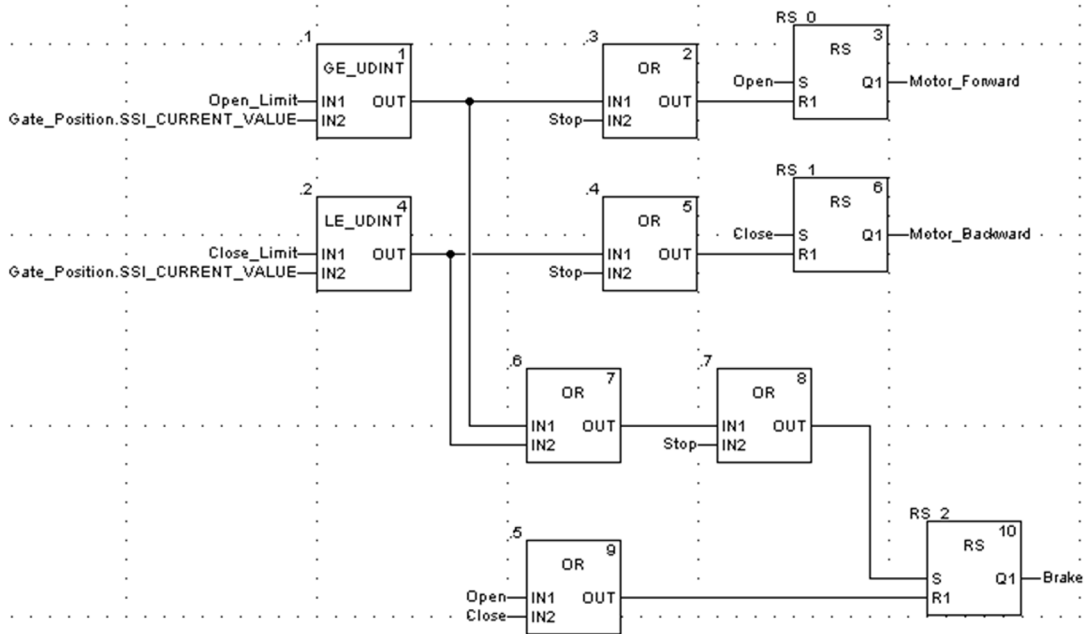 RS_0
.1
.3
3
1
2
RS
GE_UDINT
OR
Open
S
Q1
Motor_Forward
Open_Limit
IN1
OUT
IN1
OUT
R1
Gate_Position.SSI_CURRENT_VALUE
IN2
Stop
IN2
RS_1
.2
.4
6
4
5
RS
LE_UDINT
OR
Close
S
Q1
Motor_Backward
Close_Limit
IN1
OUT
IN1
OUT
R1
Gate_Position.SSI_CURRENT_VALUE
IN2
Stop
IN2
.6
.7
7
8
OR
OR
IN1
OUT
IN1
OUT
IN2
Stop
IN2
RS_2
.5
10
9
RS
OR
S
Q1
Brake
Open
IN1
OUT
R1
Close
IN2